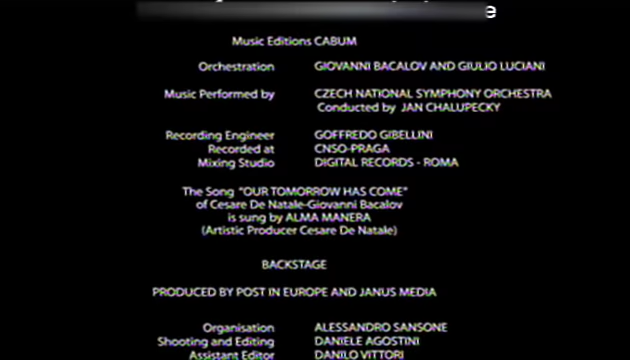 e
Music Editions CABUM
Orchestration GIOVANNI BACALOV AND GIULIO LUCIANI
Music Performed by CZECH NATIONAL SYMPHONY ORCHESTRA
Conducted by JAN CHALUPECKY
Recording Engineer GOFFREDO GIBELLINI
Recorded at CNSO-PRAGA
Mixing Studio DIGITAL RECORDS - ROMA
The Song "OUR TOMORROW HAS COME"
of Cesare De Natale-Giovanni Bacalov
is sung by ALMA MANERA
(Artistic Producer Cesare De Natale)
BACKSTAGE
PRODUCED BY POST IN EUROPE AND JANUS MEDIA
Organisation ALESSANDRO SANSONE
Shooting and Editing DANIELE AGOSTINI
Assistant Editor DANILO VITTORI